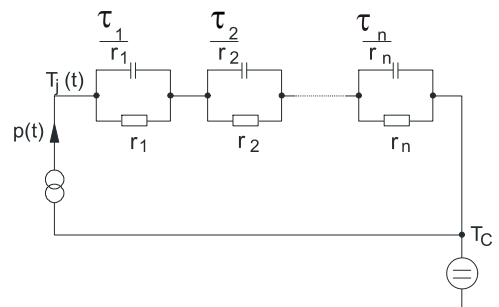 τ1/r1 τ2/r2 τn/rn
Tj(t)
p(t)
r1 r2 rn
TC